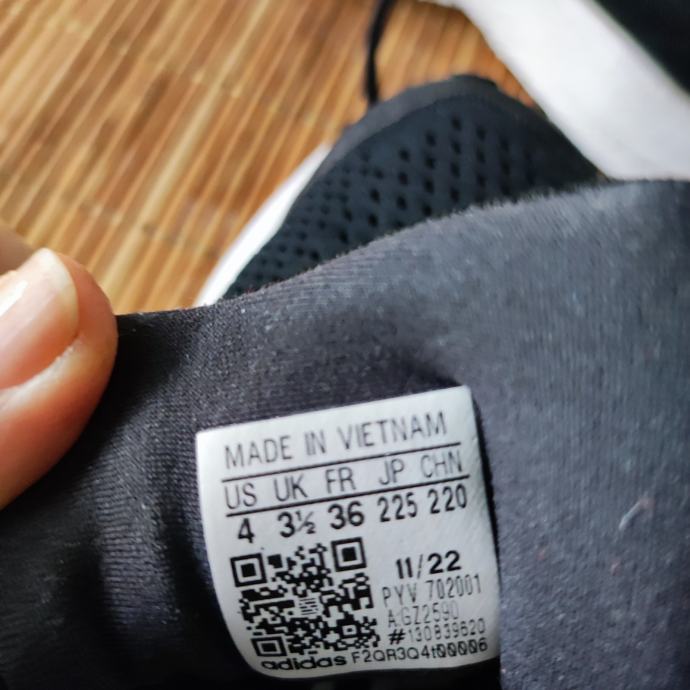 MADE IN VIETNAM
US UK FR JP CHN
4 3½ 36 225 220
11/22
PYV 702001
A:GZ2590
#130839620
adidas F2QR3Q4t00006